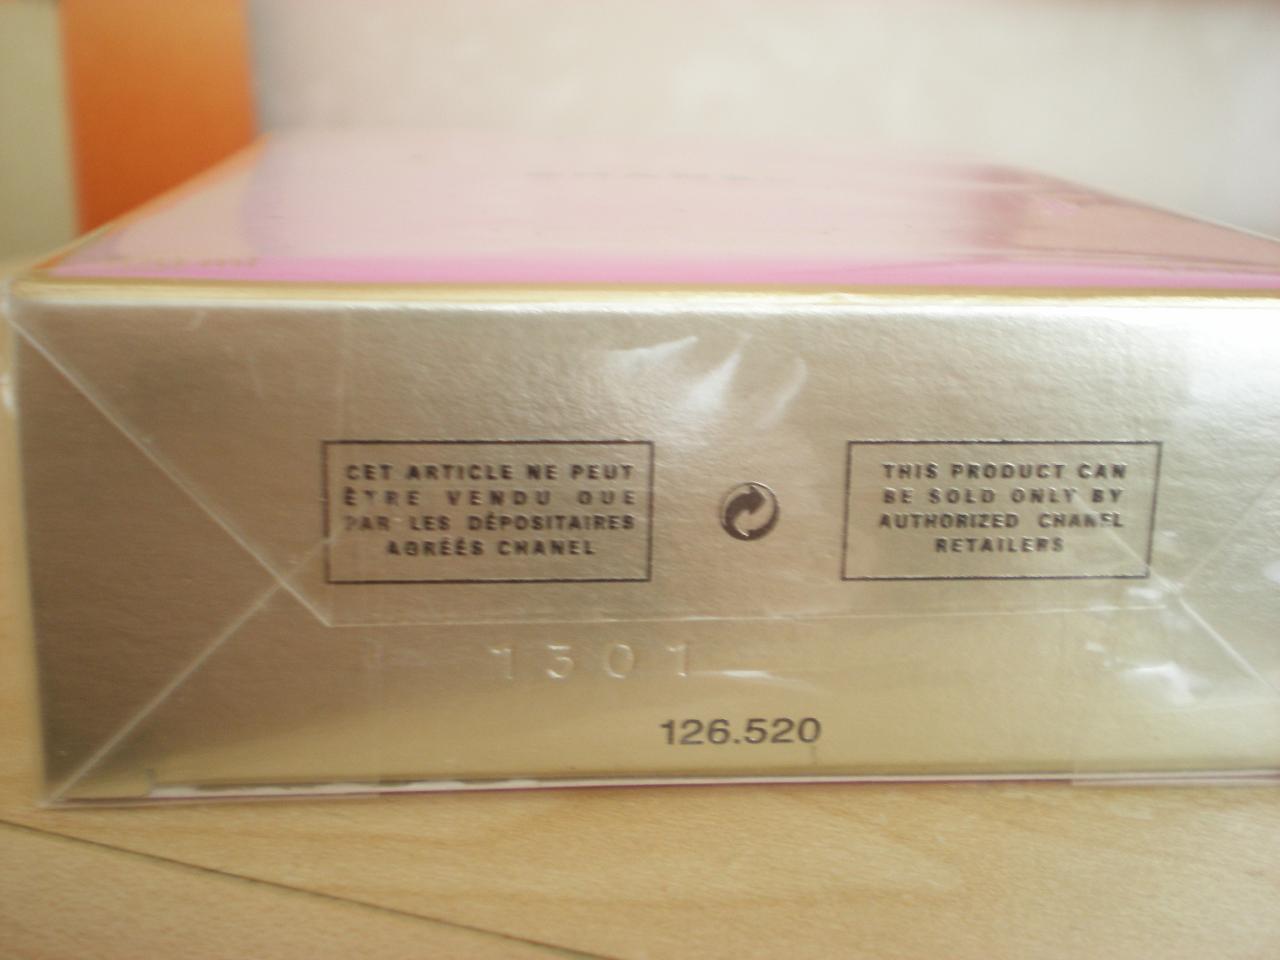 CET ARTICLE NE PEUT
ÊTRE VENDU QUE
PAR LES DÉPOSITAIRES
AGRÉÉS CHANEL
THIS PRODUCT CAN
BE SOLD ONLY BY
AUTHORIZED CHANEL
RETAILERS
1301
126.520